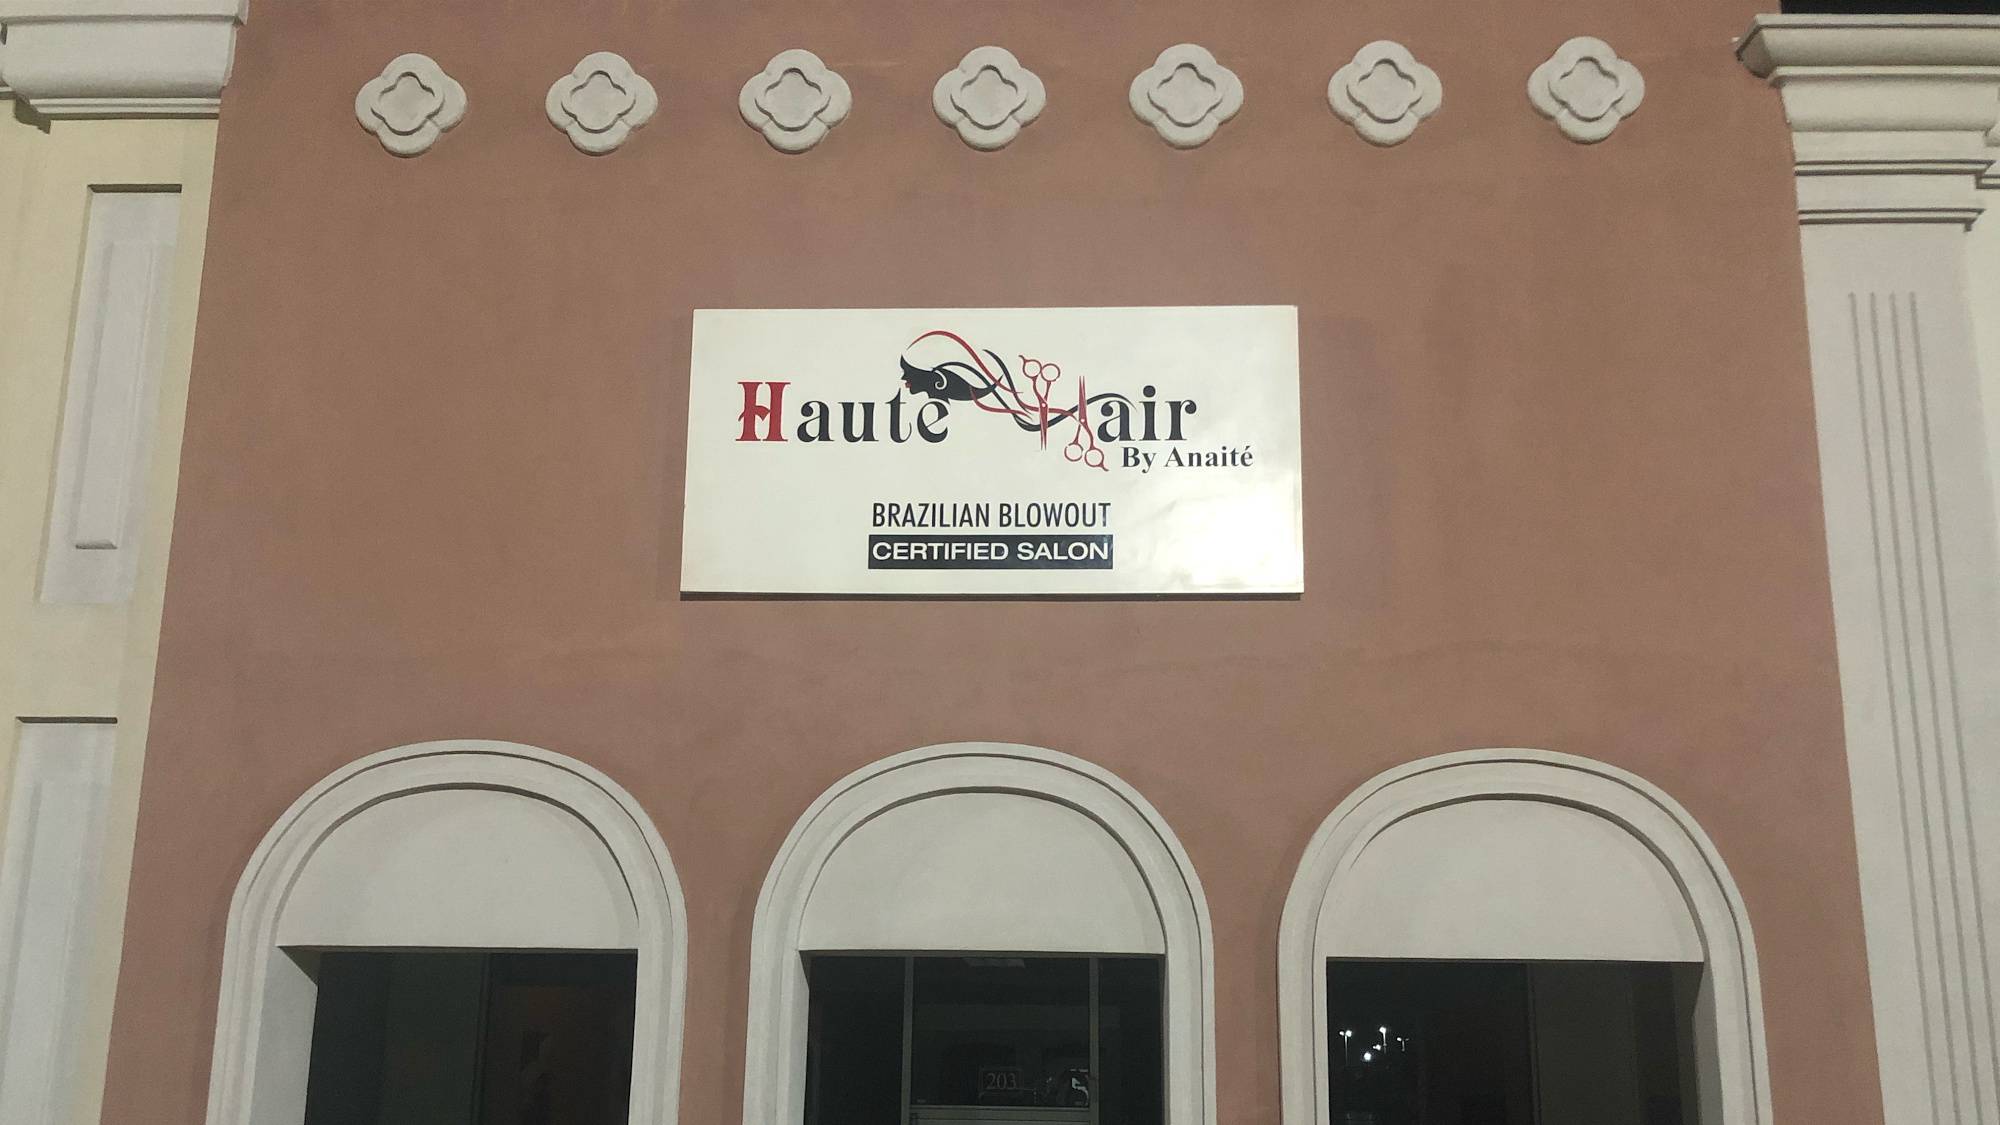 Haute Hair
By Anaité
BRAZILIAN BLOWOUT
CERTIFIED SALON
203